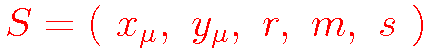 S = ( x_μ, y_μ, r, m, s )